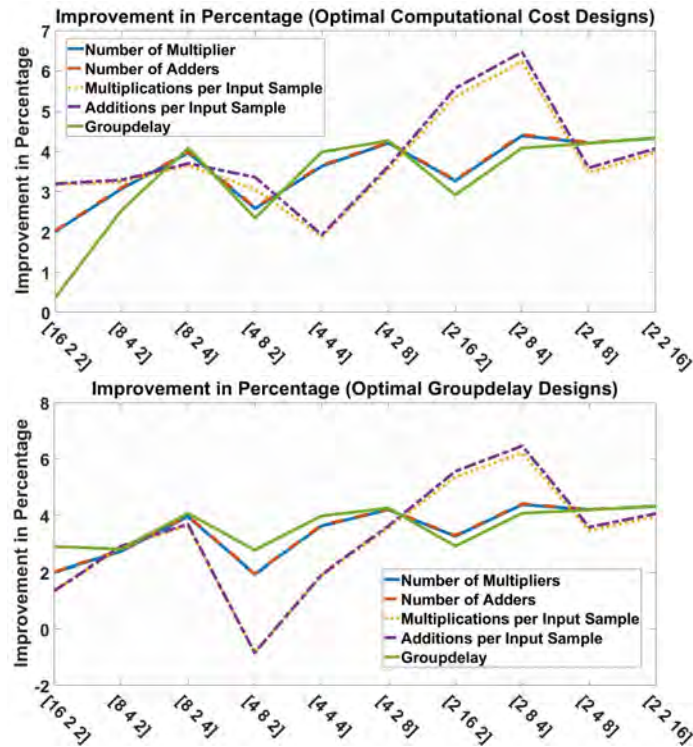 Improvement in Percentage (Optimal Computational Cost Designs)
Improvement in Percentage
7
6
5
4
3
2
1
0
Number of Multiplier
Number of Adders
Multiplications per Input Sample
Additions per Input Sample
Groupdelay
[16 2 2]
[8 4 2]
[8 2 4]
[4 8 2]
[4 4 4]
[4 2 8]
[2 16 2]
[2 8 4]
[2 4 8]
[2 2 16]
Improvement in Percentage (Optimal Groupdelay Designs)
Improvement in Percentage
8
6
4
2
0
-2
Number of Multipliers
Number of Adders
Multiplications per Input Sample
Additions per Input Sample
Groupdelay
[16 2 2]
[8 4 2]
[8 2 4]
[4 8 2]
[4 4 4]
[4 2 8]
[2 16 2]
[2 8 4]
[2 4 8]
[2 2 16]